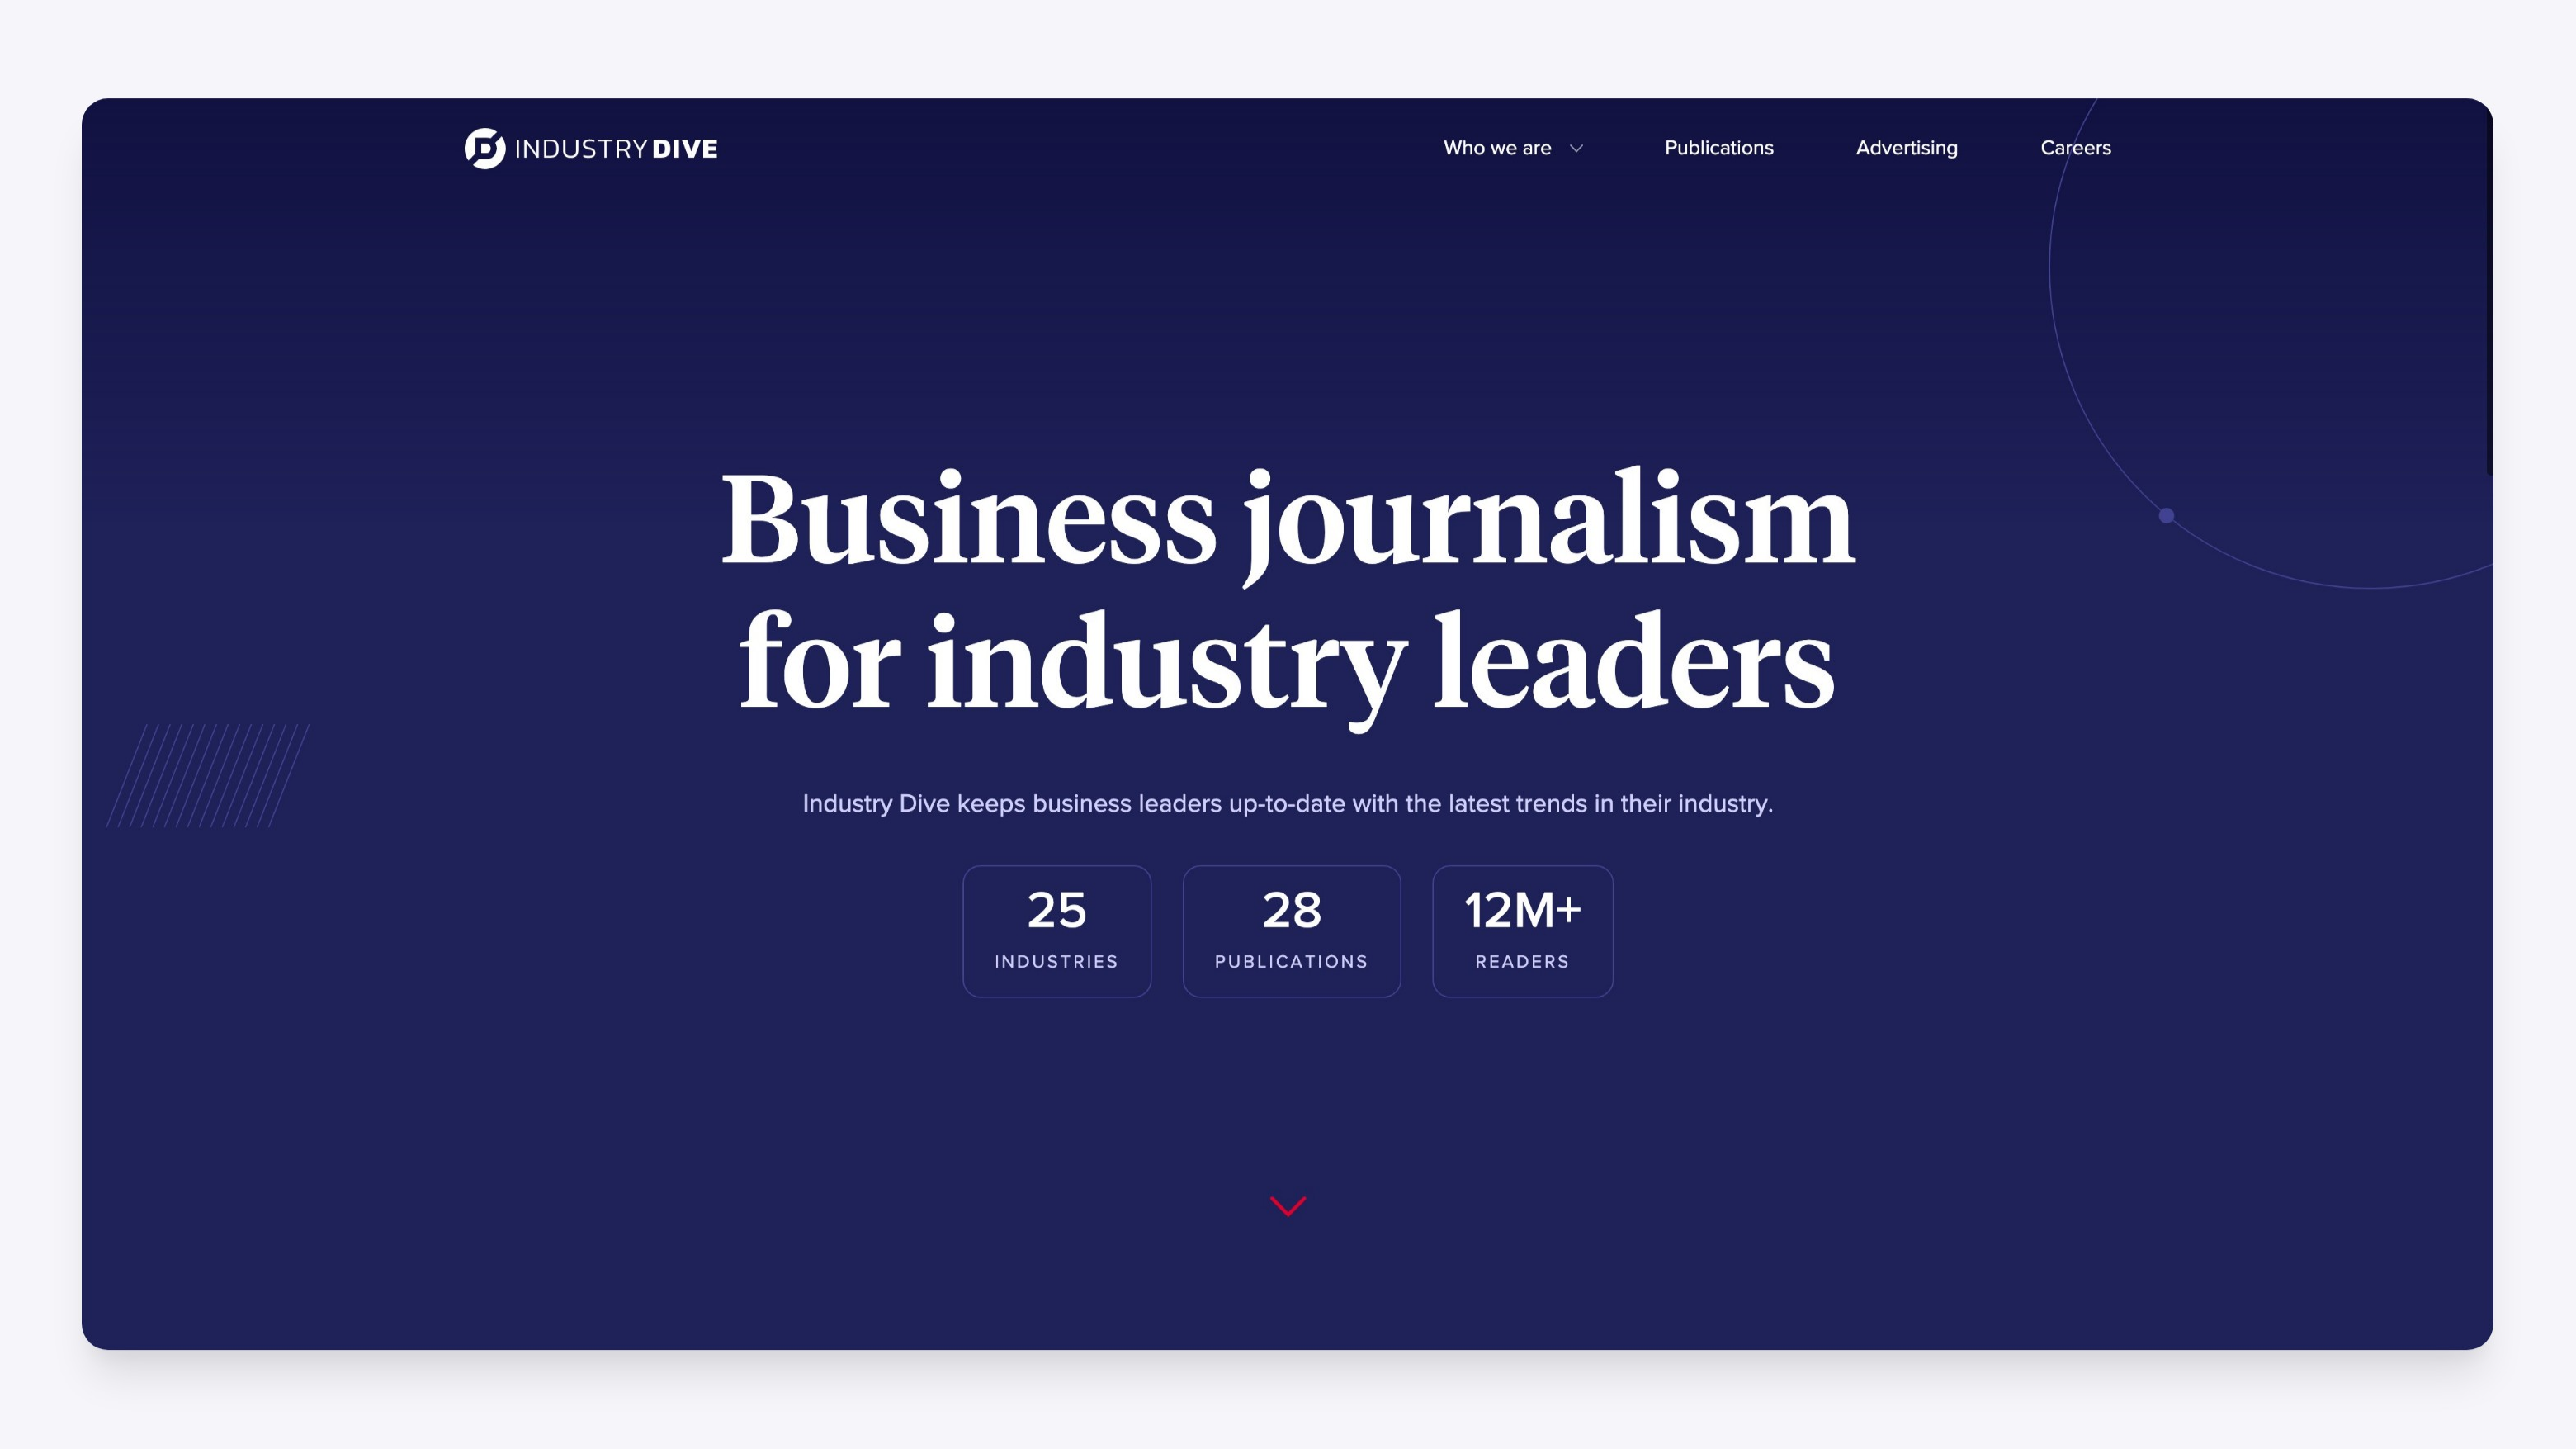 INDUSTRY DIVE
Who we are
Publications
Advertising
Careers
Business journalism
for industry leaders
Industry Dive keeps business leaders up-to-date with the latest trends in their industry.
25
INDUSTRIES
28
PUBLICATIONS
12M+
READERS